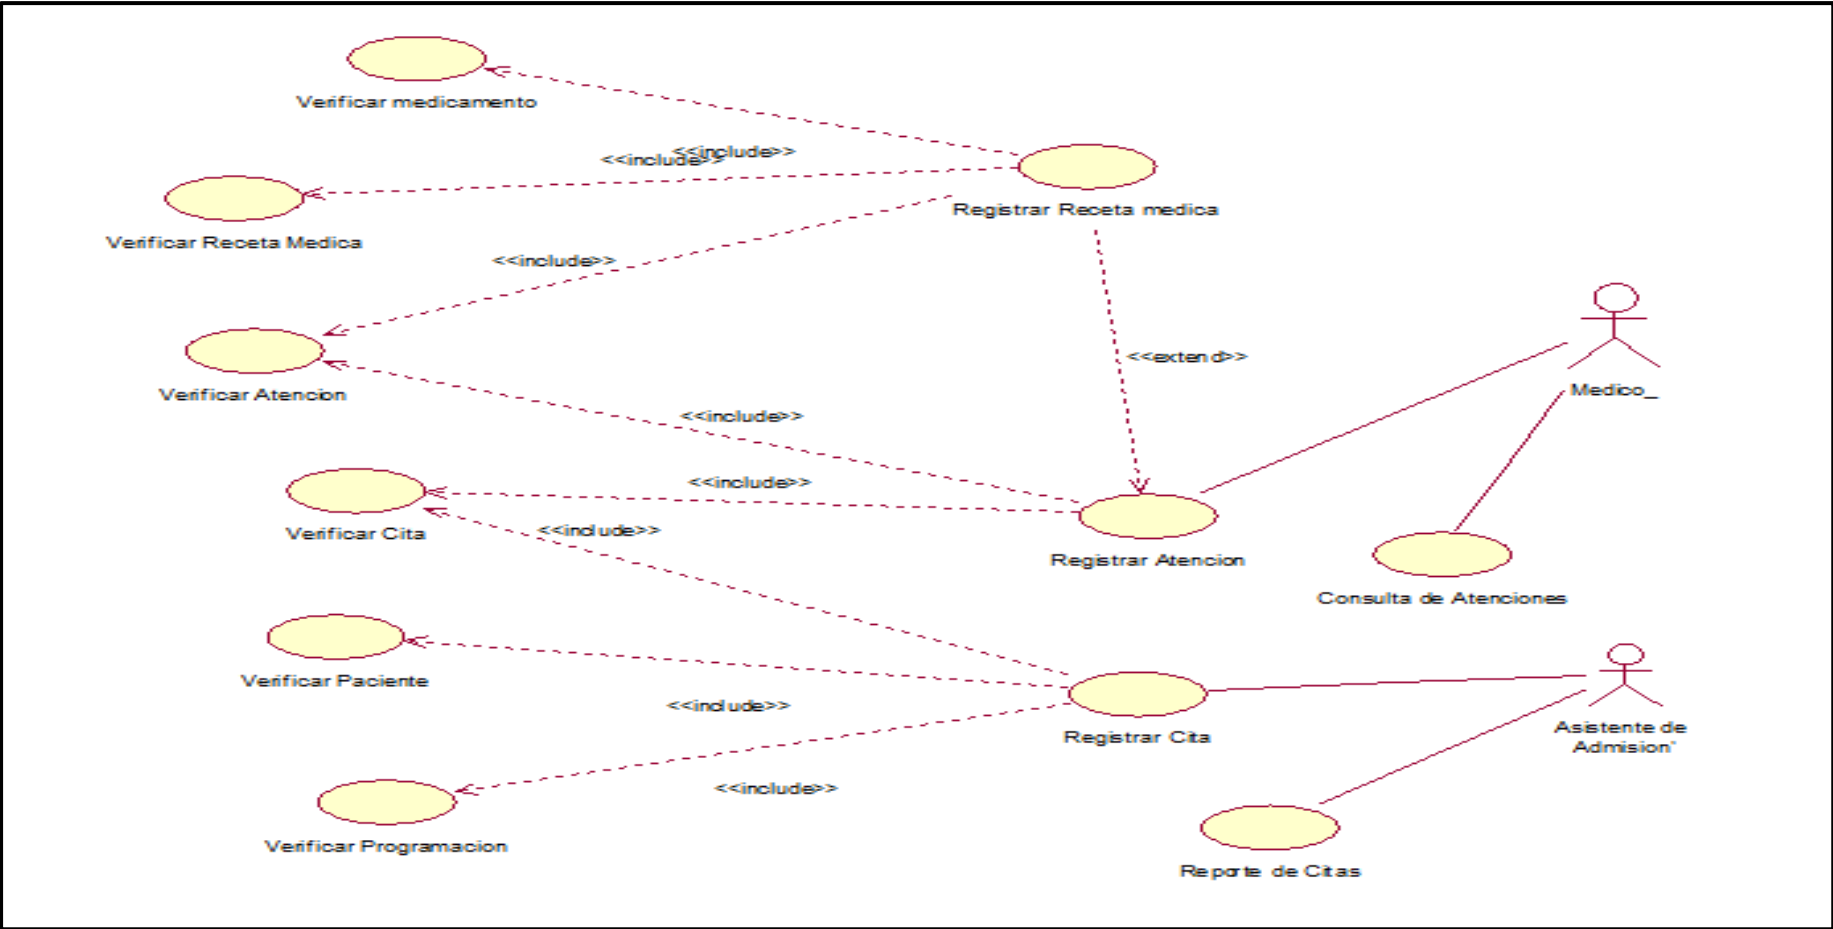 Verificar medicamento
<<include>>
<<include>>
Registrar Receta medica
Verificar Receta Medica
<<include>>
<<extend>>
Medico_
Verificar Atencion
<<include>>
<<include>>
Verificar Cita
<<include>>
Registrar Atencion
Consulta de Atenciones
Verificar Paciente
<<include>>
Registrar Cita
Asistente de
Admision'
<<include>>
Verificar Programacion
Reporte de Citas